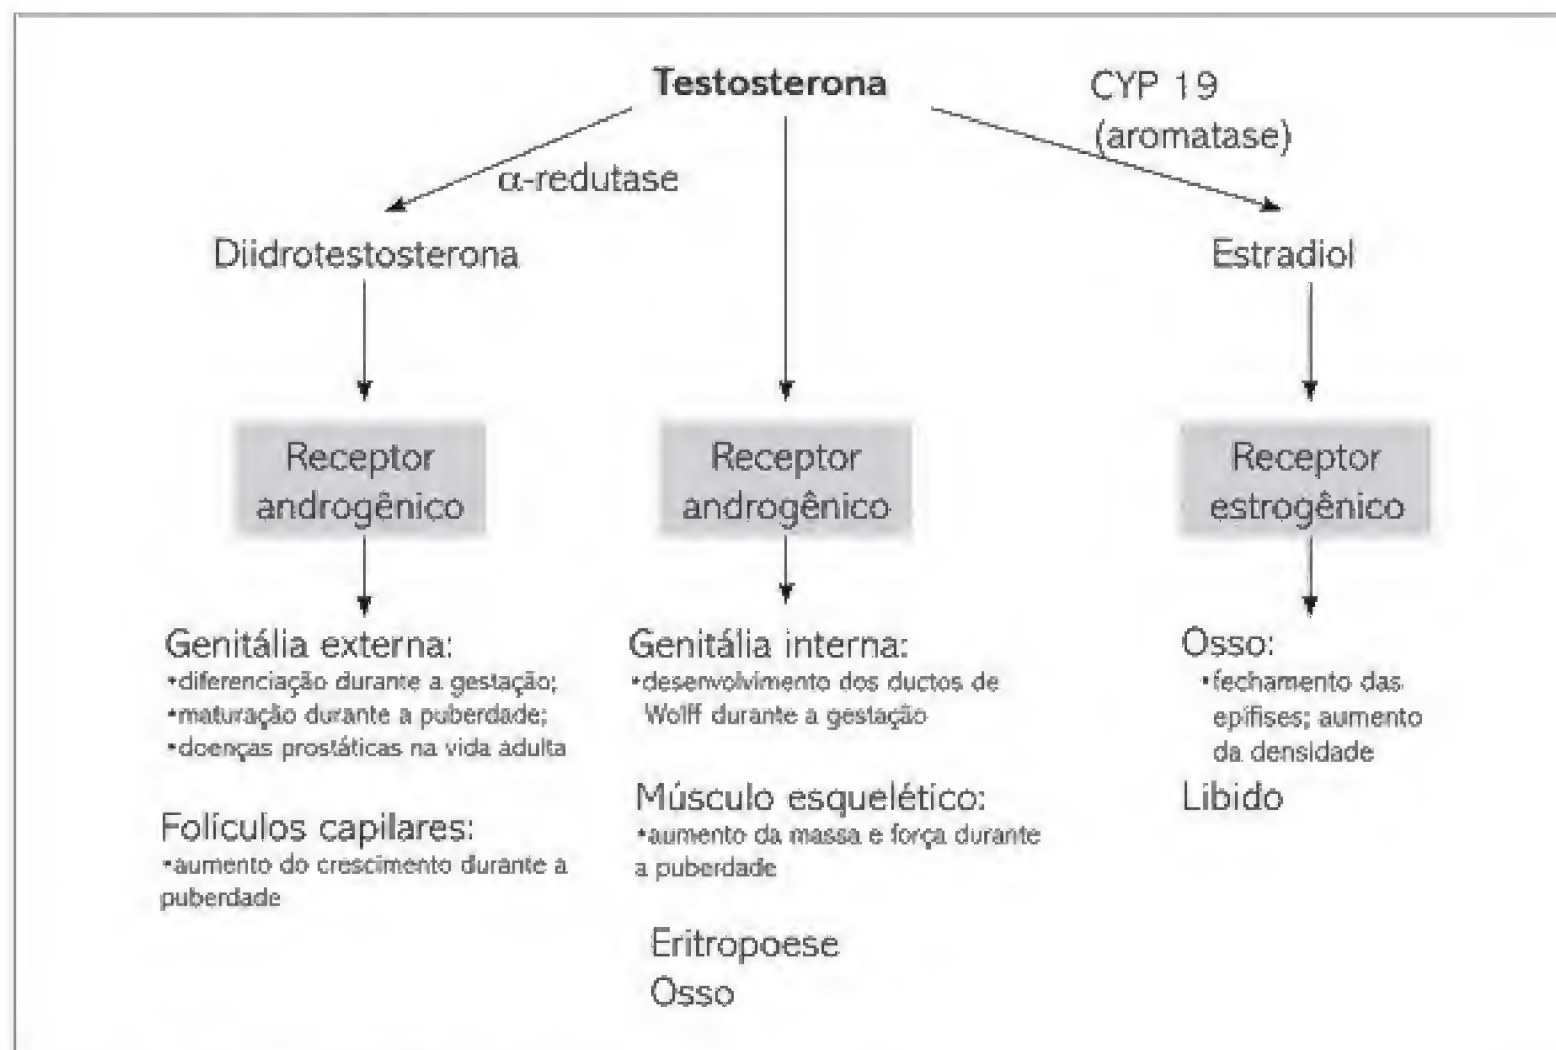 Testosterona
CYP 19
(aromatase)
α-redutase
Diidrotestosterona
Estradiol
Receptor
androgênico
Receptor
androgênico
Receptor
estrogênico
Genitália externa:
•diferenciação durante a gestação;
•maturação durante a puberdade;
•doenças prostáticas na vida adulta
Folículos capilares:
•aumento do crescimento durante a
puberdade
Genitália interna:
•desenvolvimento dos ductos de
Wolff durante a gestação
Músculo esquelético:
•aumento da massa e força durante
a puberdade
Eritropoese
Osso
Osso:
•fechamento das
epífises; aumento
da densidade
Libido